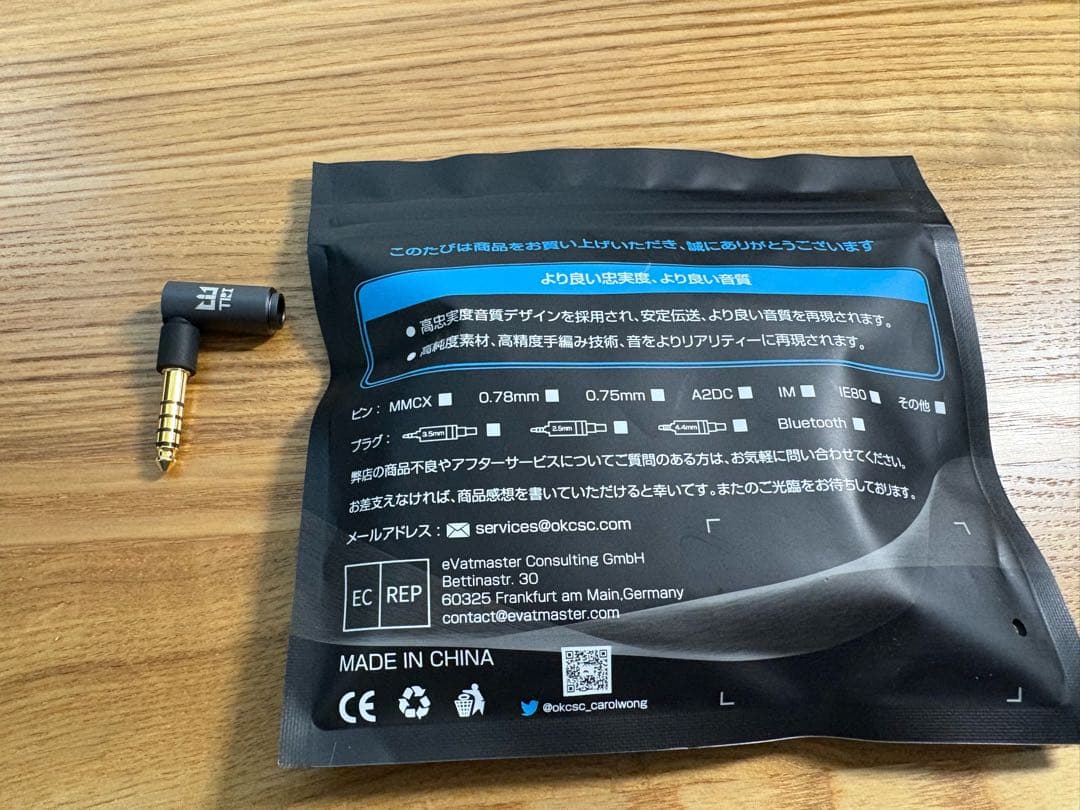 TRI
このたびは商品をお買い上げいただき、誠にありがとうございます
より良い忠実度、より良い音質
● 高忠実度音質デザインを採用され、安定伝送、より良い音質を再現されます。
● 高純度素材、高精度手編み技術、音をよりリアリティーに再現されます。
ピン： MMCX 0.78mm 0.75mm A2DC IM IE80 その他
プラグ： 3.5mm 2.5mm 4.4mm Bluetooth
弊店の商品不良やアフターサービスについてご質問のある方は、お気軽に問い合わせてください。
お差支えなければ、商品感想を書いていただけると幸いです。またのご光臨をお待ちしております。
メールアドレス： services@okcsc.com
EC REP
eVatmaster Consulting GmbH
Bettinastr. 30
60325 Frankfurt am Main,Germany
contact@evatmaster.com
MADE IN CHINA
CE
@okcsc_carolwong